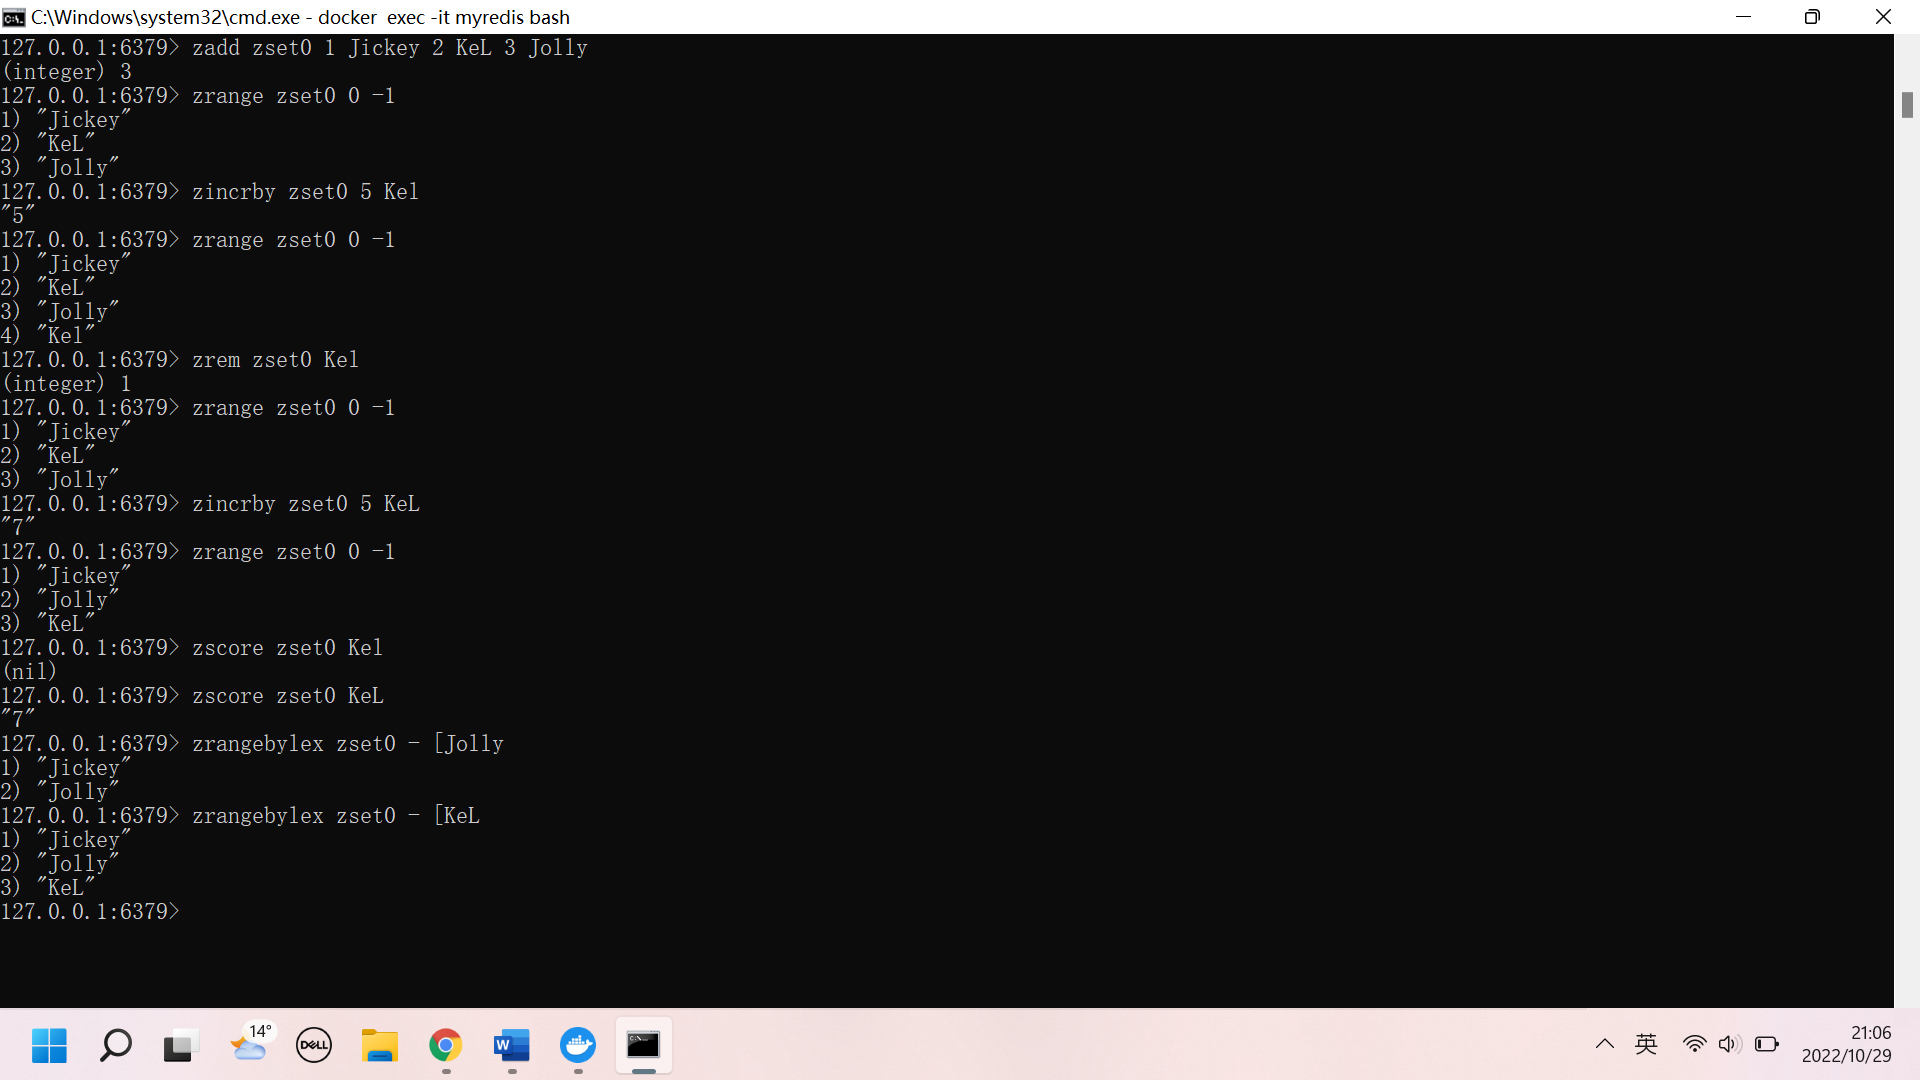 C:\Windows\system32\cmd.exe - docker  exec -it myredis bash
127.0.0.1:6379> zadd zset0 1 Jickey 2 KeL 3 Jolly
(integer) 3
127.0.0.1:6379> zrange zset0 0 -1
1) "Jickey"
2) "KeL"
3) "Jolly"
127.0.0.1:6379> zincrby zset0 5 Kel
"5"
127.0.0.1:6379> zrange zset0 0 -1
1) "Jickey"
2) "KeL"
3) "Jolly"
4) "Kel"
127.0.0.1:6379> zrem zset0 Kel
(integer) 1
127.0.0.1:6379> zrange zset0 0 -1
1) "Jickey"
2) "KeL"
3) "Jolly"
127.0.0.1:6379> zincrby zset0 5 KeL
"7"
127.0.0.1:6379> zrange zset0 0 -1
1) "Jickey"
2) "Jolly"
3) "KeL"
127.0.0.1:6379> zscore zset0 Kel
(nil)
127.0.0.1:6379> zscore zset0 KeL
"7"
127.0.0.1:6379> zrangebylex zset0 - [Jolly
1) "Jickey"
2) "Jolly"
127.0.0.1:6379> zrangebylex zset0 - [KeL
1) "Jickey"
2) "Jolly"
3) "KeL"
127.0.0.1:6379>
14°
DELL
W
英
21:06
2022/10/29